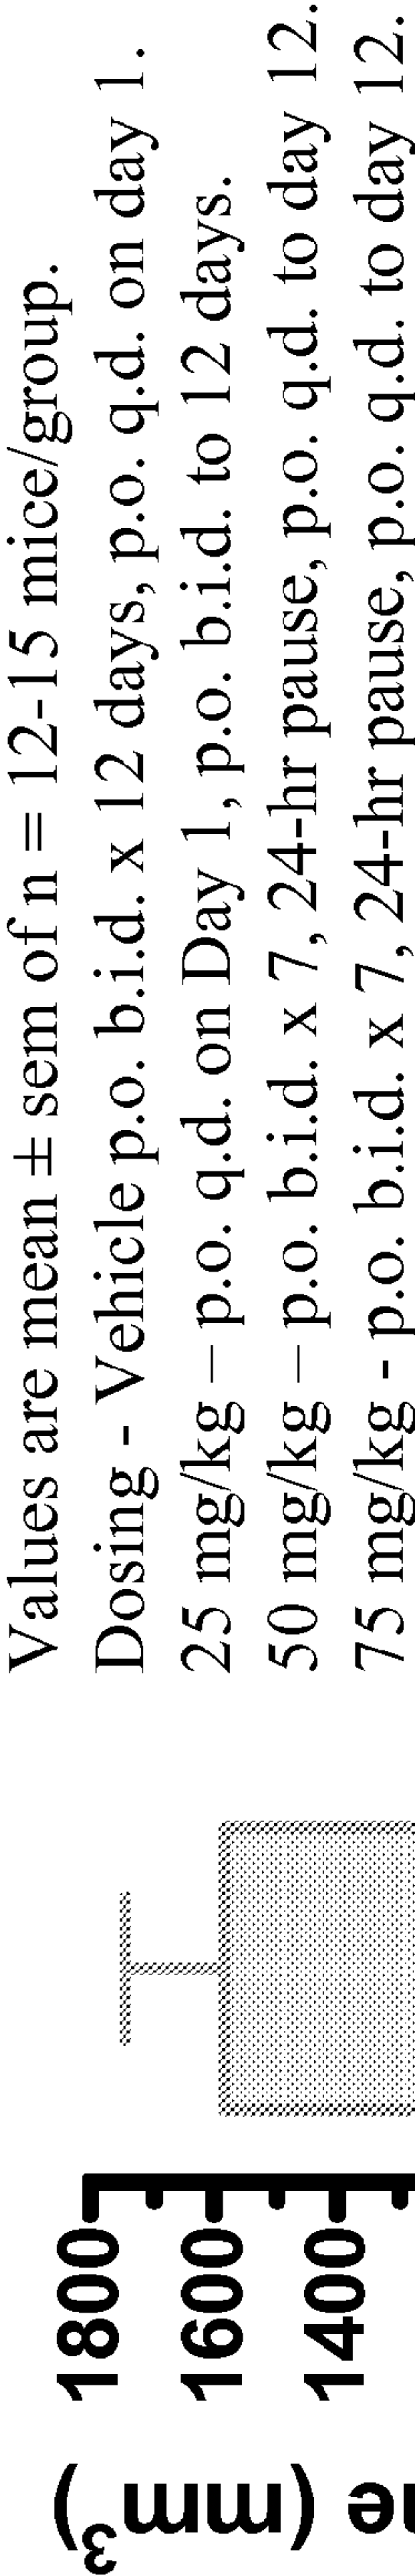 Values are mean ± sem of n = 12-15 mice/group.
Dosing - Vehicle p.o. b.i.d. x 12 days, p.o. q.d. on day 1.
25 mg/kg – p.o. q.d. on Day 1, p.o. b.i.d. to 12 days.
50 mg/kg – p.o. b.i.d. x 7, 24-hr pause, p.o. q.d. to day 12.
75 mg/kg - p.o. b.i.d. x 7, 24-hr pause, p.o. q.d. to day 12.
1800
1600
1400
(mm³)